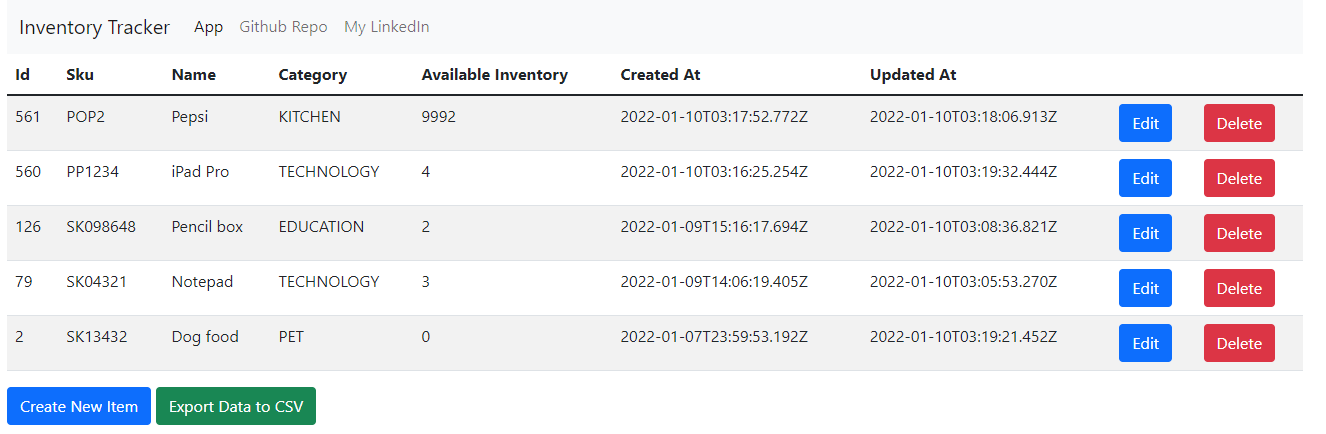 Inventory Tracker App Github Repo My LinkedIn
Id Sku Name Category Available Inventory Created At Updated At
561 POP2 Pepsi KITCHEN 9992 2022-01-10T03:17:52.772Z 2022-01-10T03:18:06.913Z Edit Delete
560 PP1234 iPad Pro TECHNOLOGY 4 2022-01-10T03:16:25.254Z 2022-01-10T03:19:32.444Z Edit Delete
126 SK098648 Pencil box EDUCATION 2 2022-01-09T15:16:17.694Z 2022-01-10T03:08:36.821Z Edit Delete
79 SK04321 Notepad TECHNOLOGY 3 2022-01-09T14:06:19.405Z 2022-01-10T03:05:53.270Z Edit Delete
2 SK13432 Dog food PET 0 2022-01-07T23:59:53.192Z 2022-01-10T03:19:21.452Z Edit Delete
Create New Item Export Data to CSV